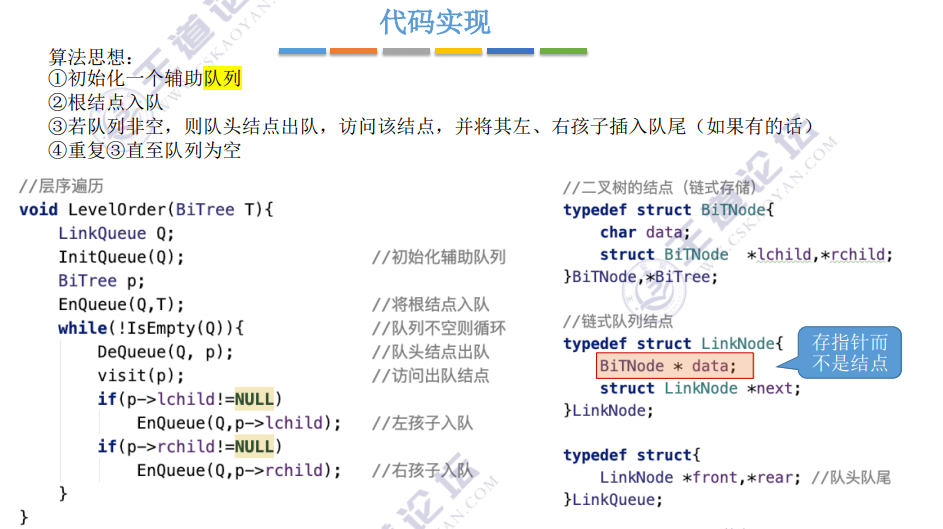 代码实现
算法思想：
①初始化一个辅助队列
②根结点入队
③若队列非空，则队头结点出队，访问该结点，并将其左、右孩子插入队尾（如果有的话）
④重复③直至队列为空
//层序遍历
void LevelOrder(BiTree T){
    LinkQueue Q;
    InitQueue(Q);                   //初始化辅助队列
    BiTree p;
    EnQueue(Q,T);                   //将根结点入队
    while(!IsEmpty(Q)){             //队列不空则循环
        DeQueue(Q, p);              //队头结点出队
        visit(p);                   //访问出队结点
        if(p->lchild!=NULL)
            EnQueue(Q,p->lchild);   //左孩子入队
        if(p->rchild!=NULL)
            EnQueue(Q,p->rchild);   //右孩子入队
    }
}
//二叉树的结点（链式存储）
typedef struct BiTNode{
    char data;
    struct BiTNode  *lchild,*rchild;
}BiTNode,*BiTree;
//链式队列结点
typedef struct LinkNode{
    BiTNode * data;
    struct LinkNode *next;
}LinkNode;
存指针而
不是结点
typedef struct{
    LinkNode *front,*rear; //队头队尾
}LinkQueue;
王道论坛
WWW.CSKAOYAN.COM